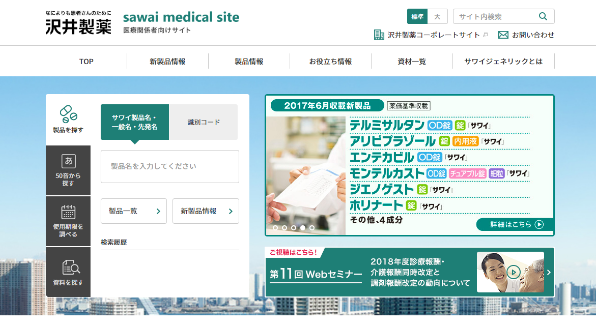 なによりも患者さんのために
沢井製薬
sawai medical site
医療関係者向けサイト
標準
大
サイト内検索
沢井製薬コーポレートサイト
お問い合わせ
TOP
新製品情報
製品情報
お役立ち情報
資材一覧
サワイジェネリックとは
製品を探す
あ
50音から
探す
使用期限を
調べる
資料を探す
サワイ製品名・
一般名・先発名
識別コード
製品名を入力してください
製品一覧
新製品情報
検索履歴
2017年6月収載新製品
薬価基準収載
テルミサルタン OD錠 錠「サワイ」
アリピプラゾール 錠 内用液「サワイ」
エンテカビル OD錠「サワイ」
モンテルカスト OD錠 チュアブル錠 細粒「サワイ」
ジエノゲスト 錠「サワイ」
ホリナート 錠「サワイ」
その他、4成分
詳細はこちら
ご視聴はこちら!
第11回 Webセミナー
2018年度診療報酬・
介護報酬同時改定と
調剤報酬改定の動向について